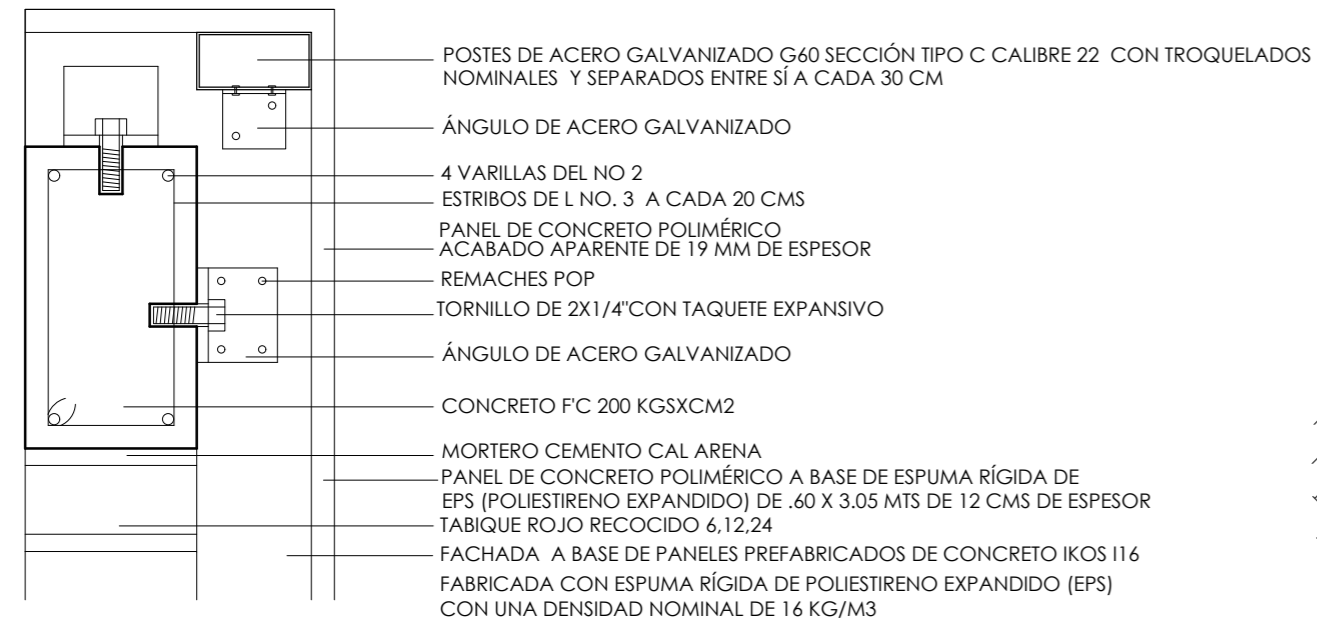 POSTES DE ACERO GALVANIZADO G60 SECCIÓN TIPO C CALIBRE 22 CON TROQUELADOS
NOMINALES Y SEPARADOS ENTRE SÍ A CADA 30 CM
ÁNGULO DE ACERO GALVANIZADO
4 VARILLAS DEL NO 2
ESTRIBOS DE L NO. 3 A CADA 20 CMS
PANEL DE CONCRETO POLIMÉRICO
ACABADO APARENTE DE 19 MM DE ESPESOR
REMACHES POP
TORNILLO DE 2X1/4"CON TAQUETE EXPANSIVO
ÁNGULO DE ACERO GALVANIZADO
CONCRETO F'C 200 KGSXCM2
MORTERO CEMENTO CAL ARENA
PANEL DE CONCRETO POLIMÉRICO A BASE DE ESPUMA RÍGIDA DE
EPS (POLIESTIRENO EXPANDIDO) DE .60 X 3.05 MTS DE 12 CMS DE ESPESOR
TABIQUE ROJO RECOCIDO 6,12,24
FACHADA A BASE DE PANELES PREFABRICADOS DE CONCRETO IKOS I16
FABRICADA CON ESPUMA RÍGIDA DE POLIESTIRENO EXPANDIDO (EPS)
CON UNA DENSIDAD NOMINAL DE 16 KG/M3